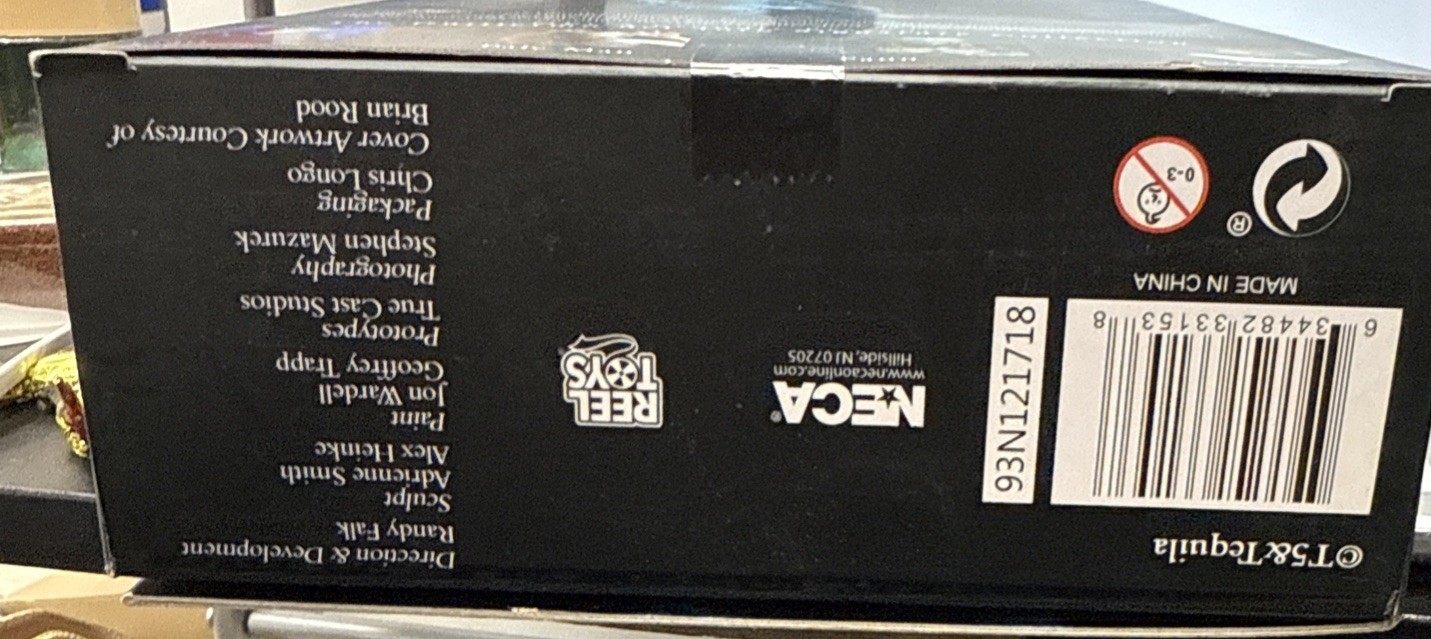 ©T5&Tequila
6 34482 33153 8
MADE IN CHINA
93N121718
®
0-3
NECA®
www.necaonline.com
Hillside, NJ 07205
REEL
TOYS
Direction & Development
Randy Falk
Sculpt
Adrienne Smith
Alex Heinke
Paint
Jon Wardell
Geoffrey Trapp
Prototypes
True Cast Studios
Photography
Stephen Mazurek
Packaging
Chris Longo
Cover Artwork Courtesy of
Brian Rood